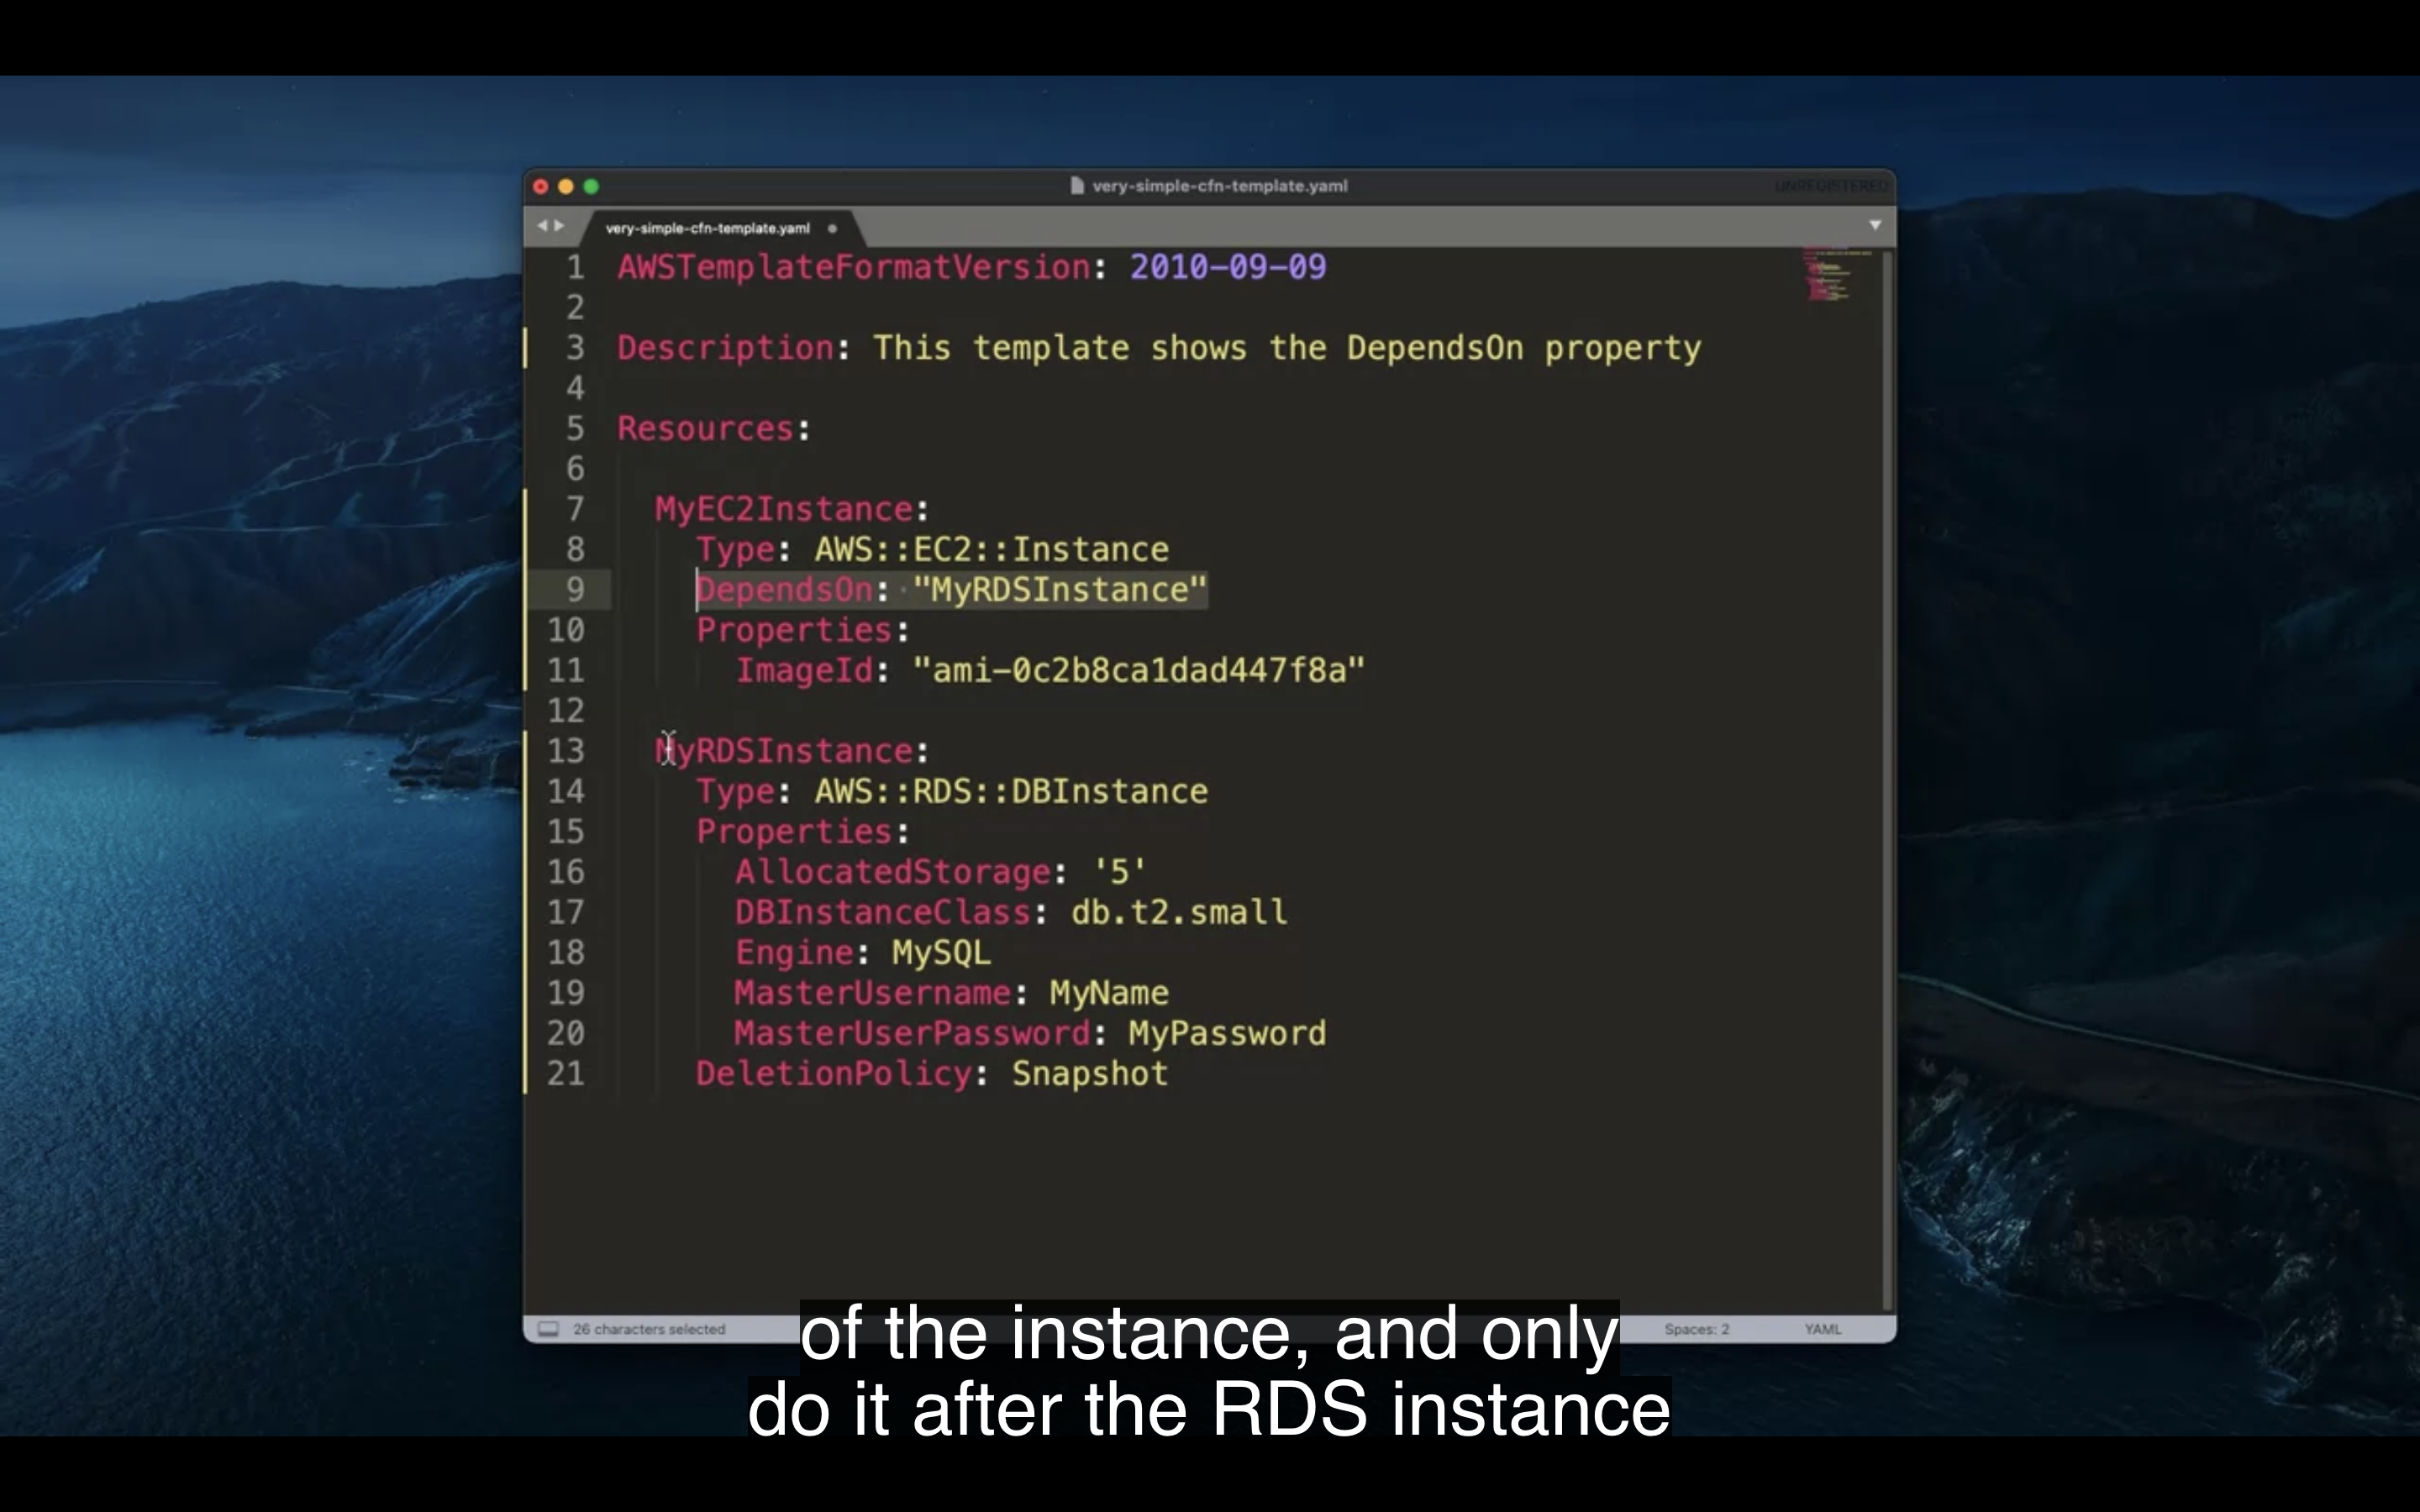 very-simple-cfn-template.yaml
UNREGISTERED
very-simple-cfn-template.yaml
1 AWSTemplateFormatVersion: 2010-09-09
2
3 Description: This template shows the DependsOn property
4
5 Resources:
6
7 MyEC2Instance:
8 Type: AWS::EC2::Instance
9 DependsOn: "MyRDSInstance"
10 Properties:
11 ImageId: "ami-0c2b8ca1dad447f8a"
12
13 MyRDSInstance:
14 Type: AWS::RDS::DBInstance
15 Properties:
16 AllocatedStorage: '5'
17 DBInstanceClass: db.t2.small
18 Engine: MySQL
19 MasterUsername: MyName
20 MasterUserPassword: MyPassword
21 DeletionPolicy: Snapshot
26 characters selected
Spaces: 2
YAML
of the instance, and only
do it after the RDS instance